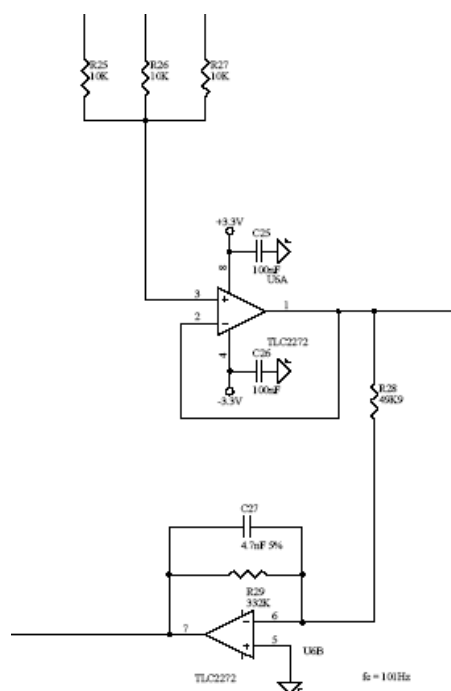 R25
10K
R26
10K
R27
10K
+3.3V
C25
100nF
8
U6A
3
+
1
2
-
TLC2272
4
C26
100nF
-3.3V
R28
49K9
C27
4.7nF 5%
R29
332K
7
-
6
+
5
U6B
TLC2272
fc = 101Hz